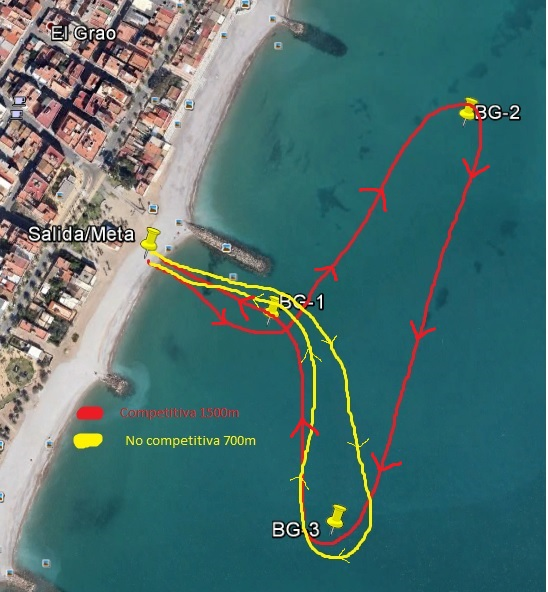 El Grao
BG-2
Salida/Meta
BG-1
Competitiva 1500m
No competitiva 700m
BG-3